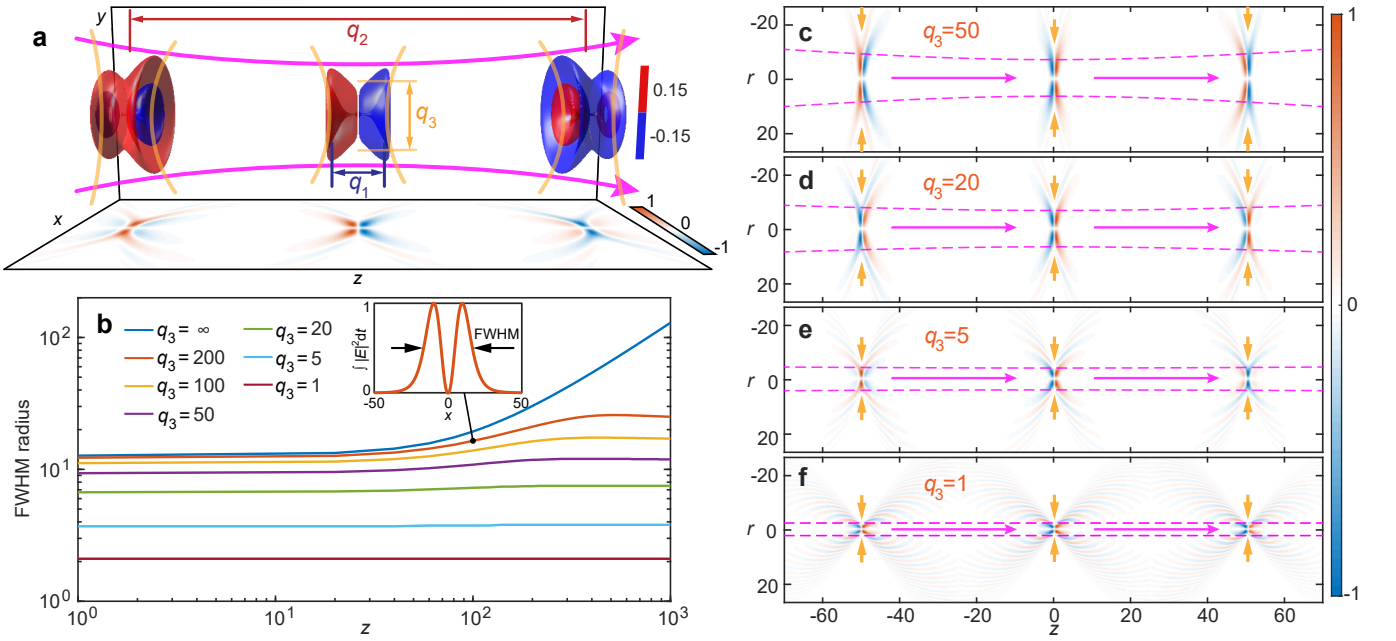 a
y
q2
q3
q1
0.15
-0.15
x
z
1
0
-1
b
FWHM radius
10²
10¹
10⁰
q3 = ∞
q3 = 200
q3 = 100
q3 = 50
q3 = 20
q3 = 5
q3 = 1
∫ |E|²dt
1
0
-50
0
50
x
FWHM
10⁰
10¹
10²
10³
z
c
q3=50
-20
r 0
20
d
q3=20
-20
r 0
20
e
q3=5
-20
r 0
20
f
q3=1
-20
r 0
20
-60
-40
-20
0
20
40
60
z
1
0
-1